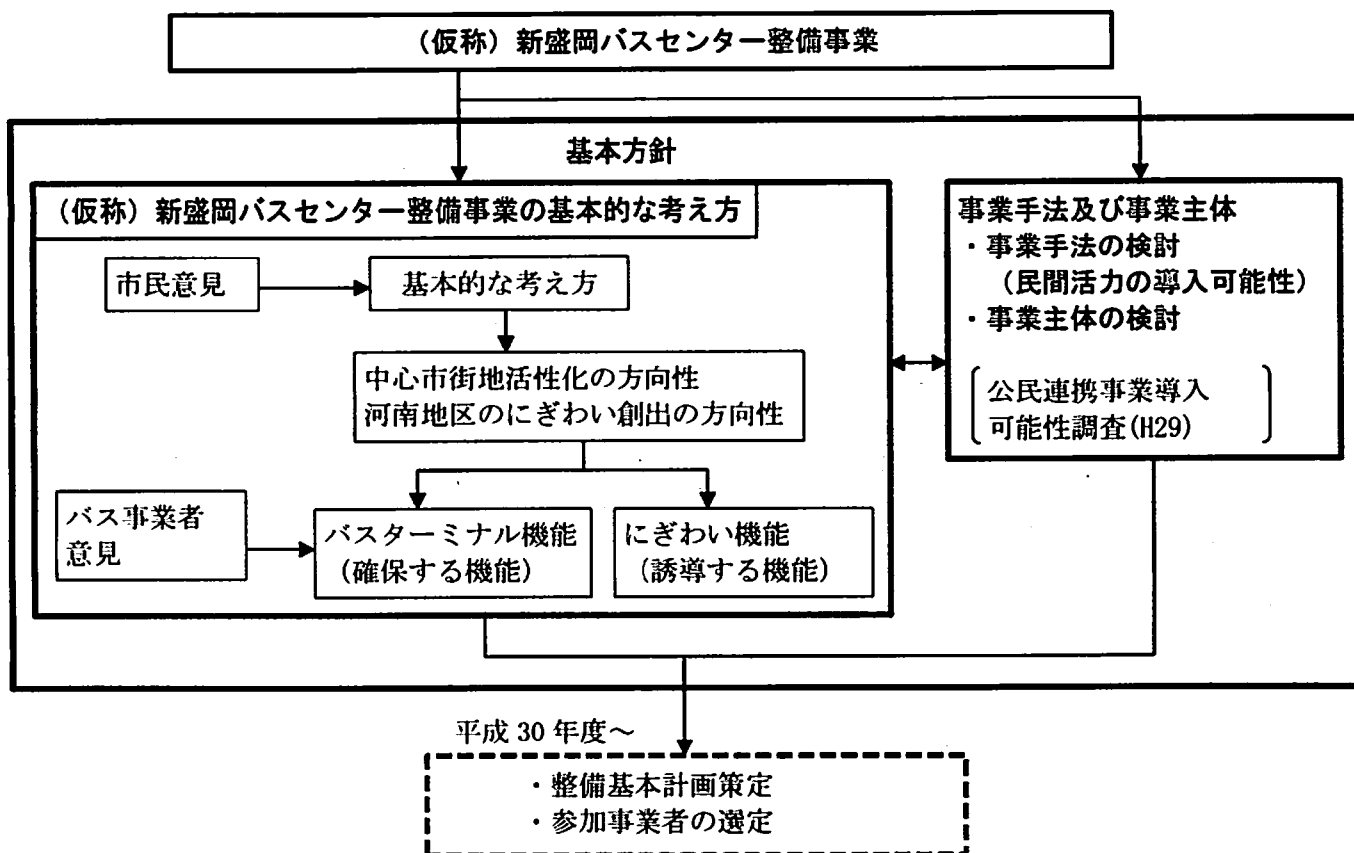 (仮称) 新盛岡バスセンター整備事業
基本方針
(仮称) 新盛岡バスセンター整備事業の基本的な考え方
市民意見
基本的な考え方
中心市街地活性化の方向性
河南地区のにぎわい創出の方向性
バス事業者
意見
バスターミナル機能
(確保する機能)
にぎわい機能
(誘導する機能)
事業手法及び事業主体
・事業手法の検討
(民間活力の導入可能性)
・事業主体の検討
公民連携事業導入
可能性調査(H29)
平成 30 年度~
・整備基本計画策定
・参加事業者の選定